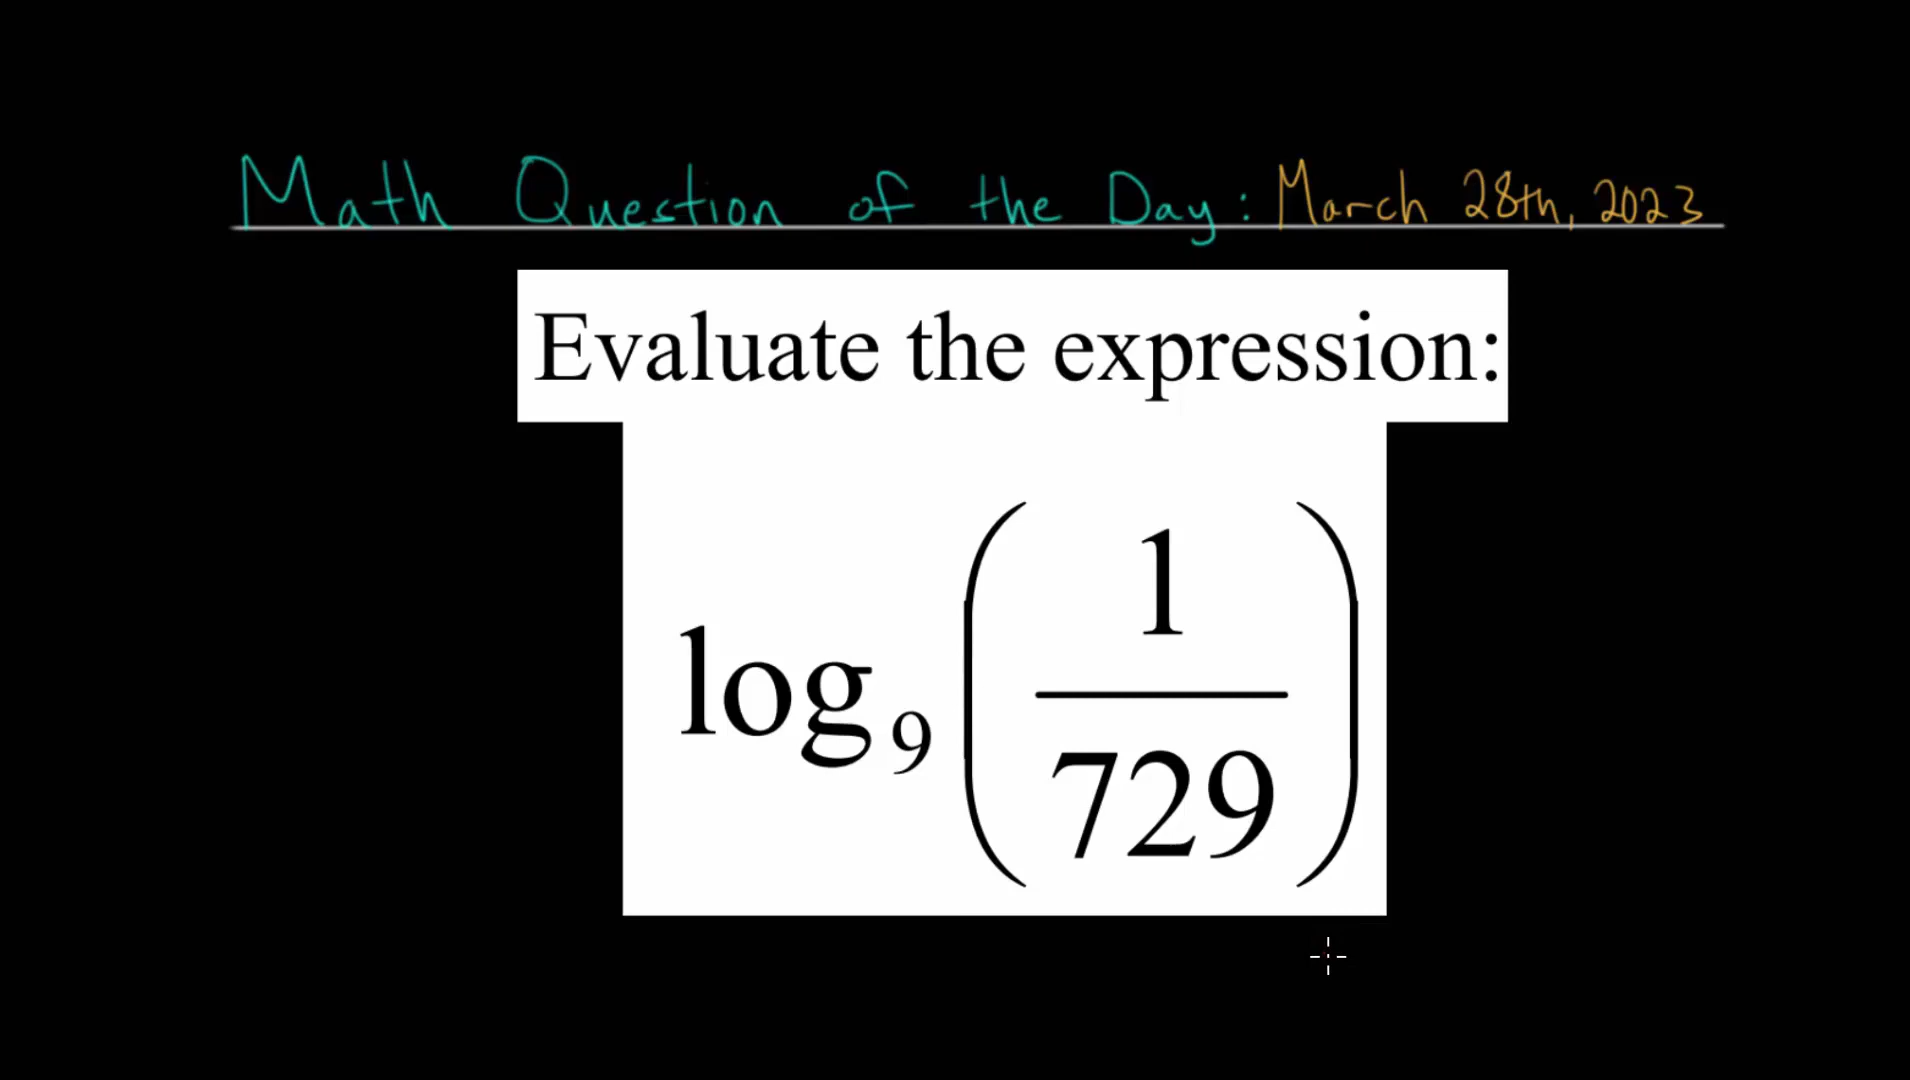 Math Question of the Day: March 28th, 2023
Evaluate the expression:
log₉(1/729)